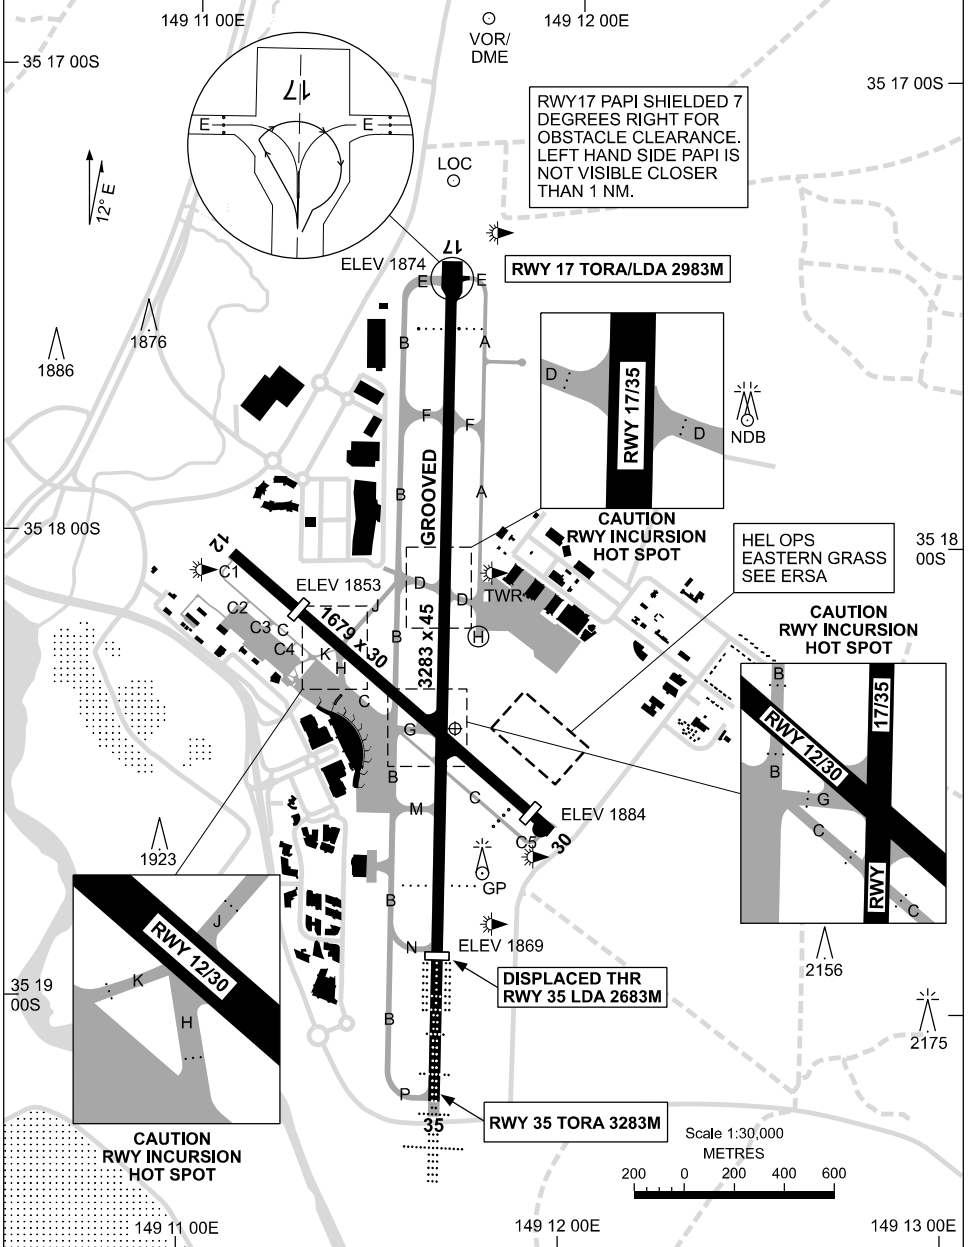 149 11 00E
149 12 00E
VOR/
DME
35 17 00S
35 17 00S
17
E
E
RWY17 PAPI SHIELDED 7
DEGREES RIGHT FOR
OBSTACLE CLEARANCE.
LEFT HAND SIDE PAPI IS
NOT VISIBLE CLOSER
THAN 1 NM.
LOC
12° E
17
ELEV 1874
RWY 17 TORA/LDA 2983M
E
E
1876
1886
B
A
D
RWY 17/35
D
NDB
F
F
GROOVED
B
A
CAUTION
RWY INCURSION
HOT SPOT
35 18 00S
HEL OPS
EASTERN GRASS
SEE ERSA
35 18
00S
12
C1
ELEV 1853
D
TWR
C2
J
D
CAUTION
RWY INCURSION
HOT SPOT
C3
C
1679 x 30
B
H
C4
K
H
3283 x 45
B
17/35
C
RWY 12/30
G
B
G
B
C
C
M
ELEV 1884
C5
30
1923
GP
RWY
C
B
J
RWY 12/30
N
ELEV 1869
2156
K
DISPLACED THR
RWY 35 LDA 2683M
35 19
00S
H
B
2175
P
RWY 35 TORA 3283M
35
CAUTION
RWY INCURSION
HOT SPOT
Scale 1:30,000
METRES
200 0 200 400 600
149 11 00E
149 12 00E
149 13 00E